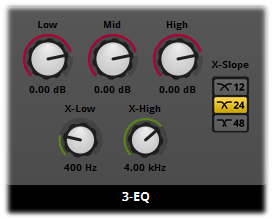 Low Mid High
0.00 dB 0.00 dB 0.00 dB
X-Slope
12
24
48
X-Low X-High
400 Hz 4.00 kHz
3-EQ